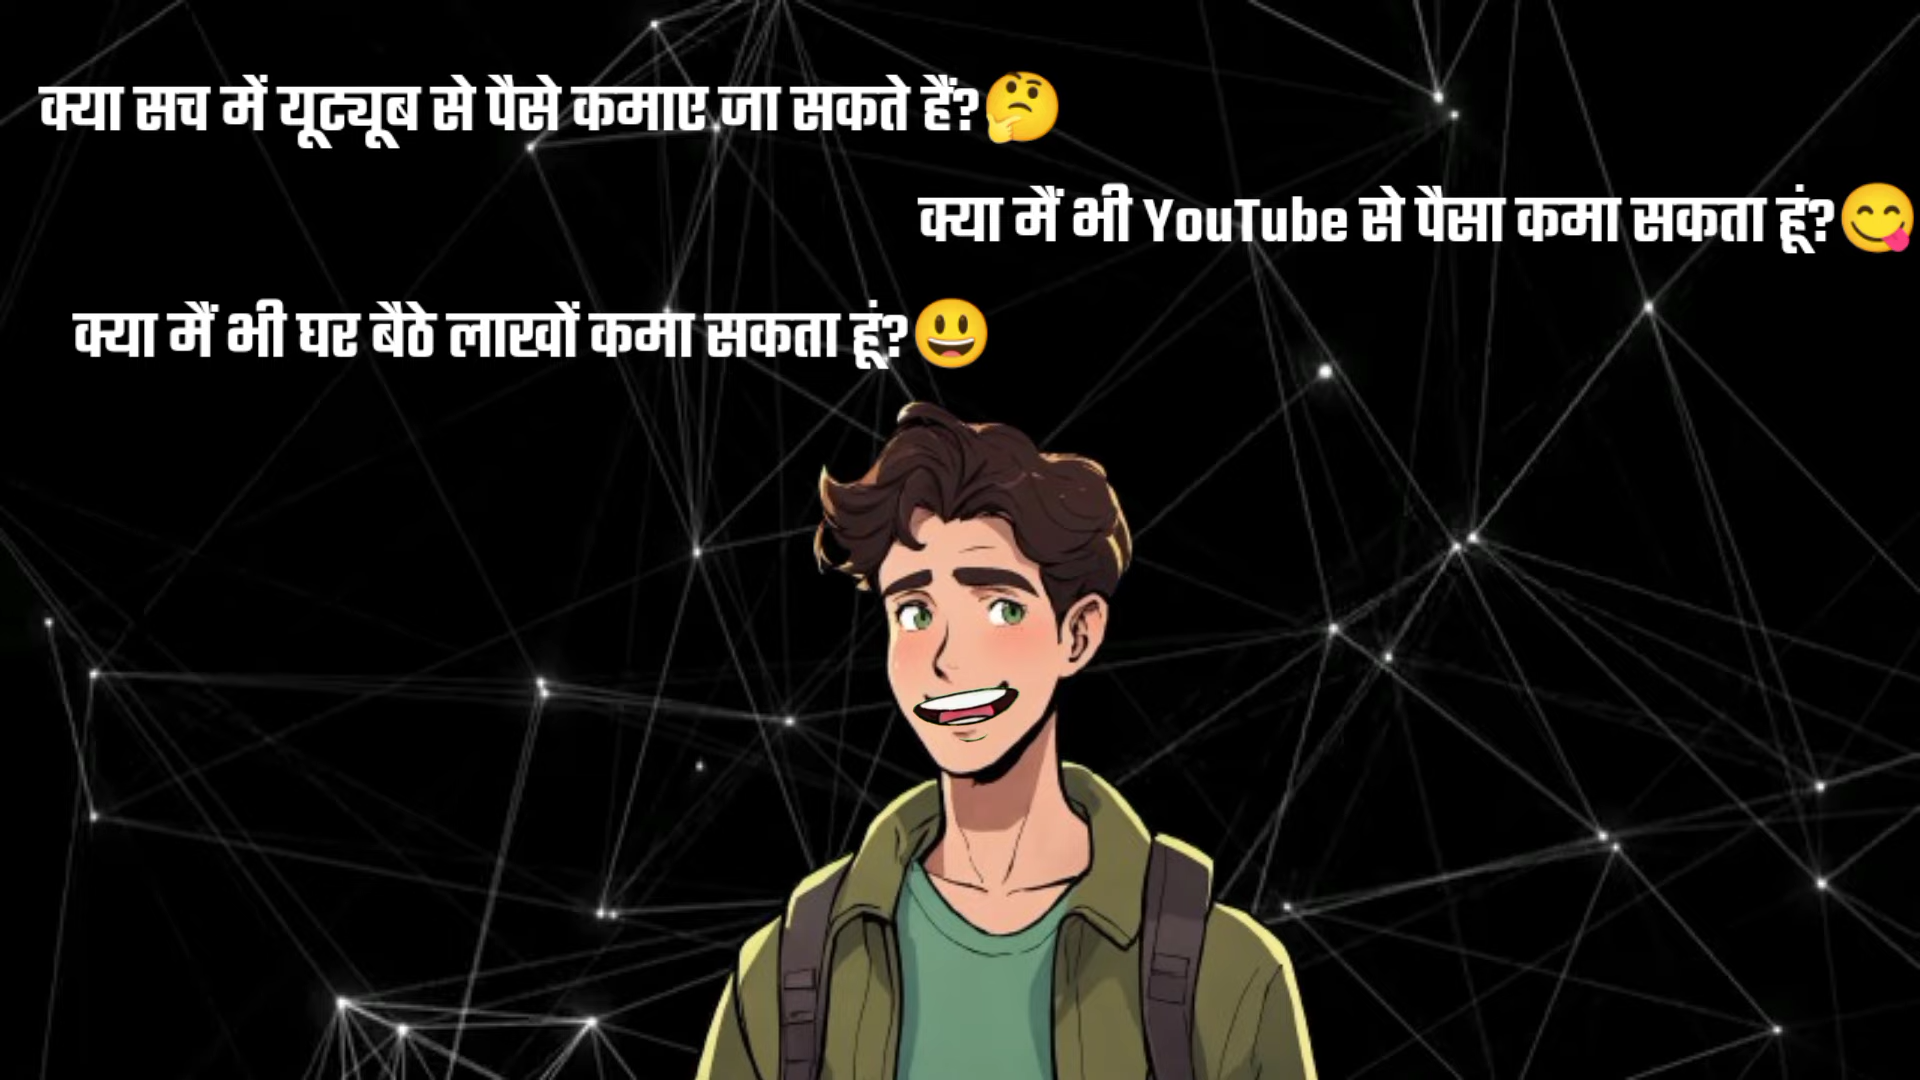 क्या सच में यूट्यूब से पैसे कमाए जा सकते हैं?🤔
क्या मैं भी YouTube से पैसा कमा सकता हूं?😋
क्या मैं भी घर बैठे लाखों कमा सकता हूं?😃